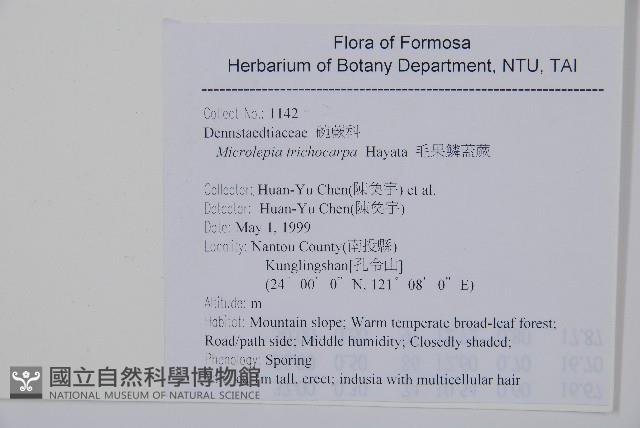 Flora of Formosa
Herbarium of Botany Department, NTU, TAI
Collect No.: 1142
Dennstaedtiaceae 碗蕨科
Microlepia trichocarpa Hayata 毛果鱗蓋蕨
Collector: Huan-Yu Chen(陳奐宇) et al.
Detector: Huan-Yu Chen(陳奐宇)
Date: May 1, 1999
Locality: Nantou County(南投縣)
Kunglingshan[孔令山]
(24° 00' 0" N, 121° 08' 0" E)
Altitude: m
Habitat: Mountain slope; Warm temperate broad-leaf forest;
Road/path side; Middle humidity; Closedly shaded;
Phenology: Sporing
m tall, erect; indusia with multicellular hair
國立自然科學博物館
NATIONAL MUSEUM OF NATURAL SCIENCE